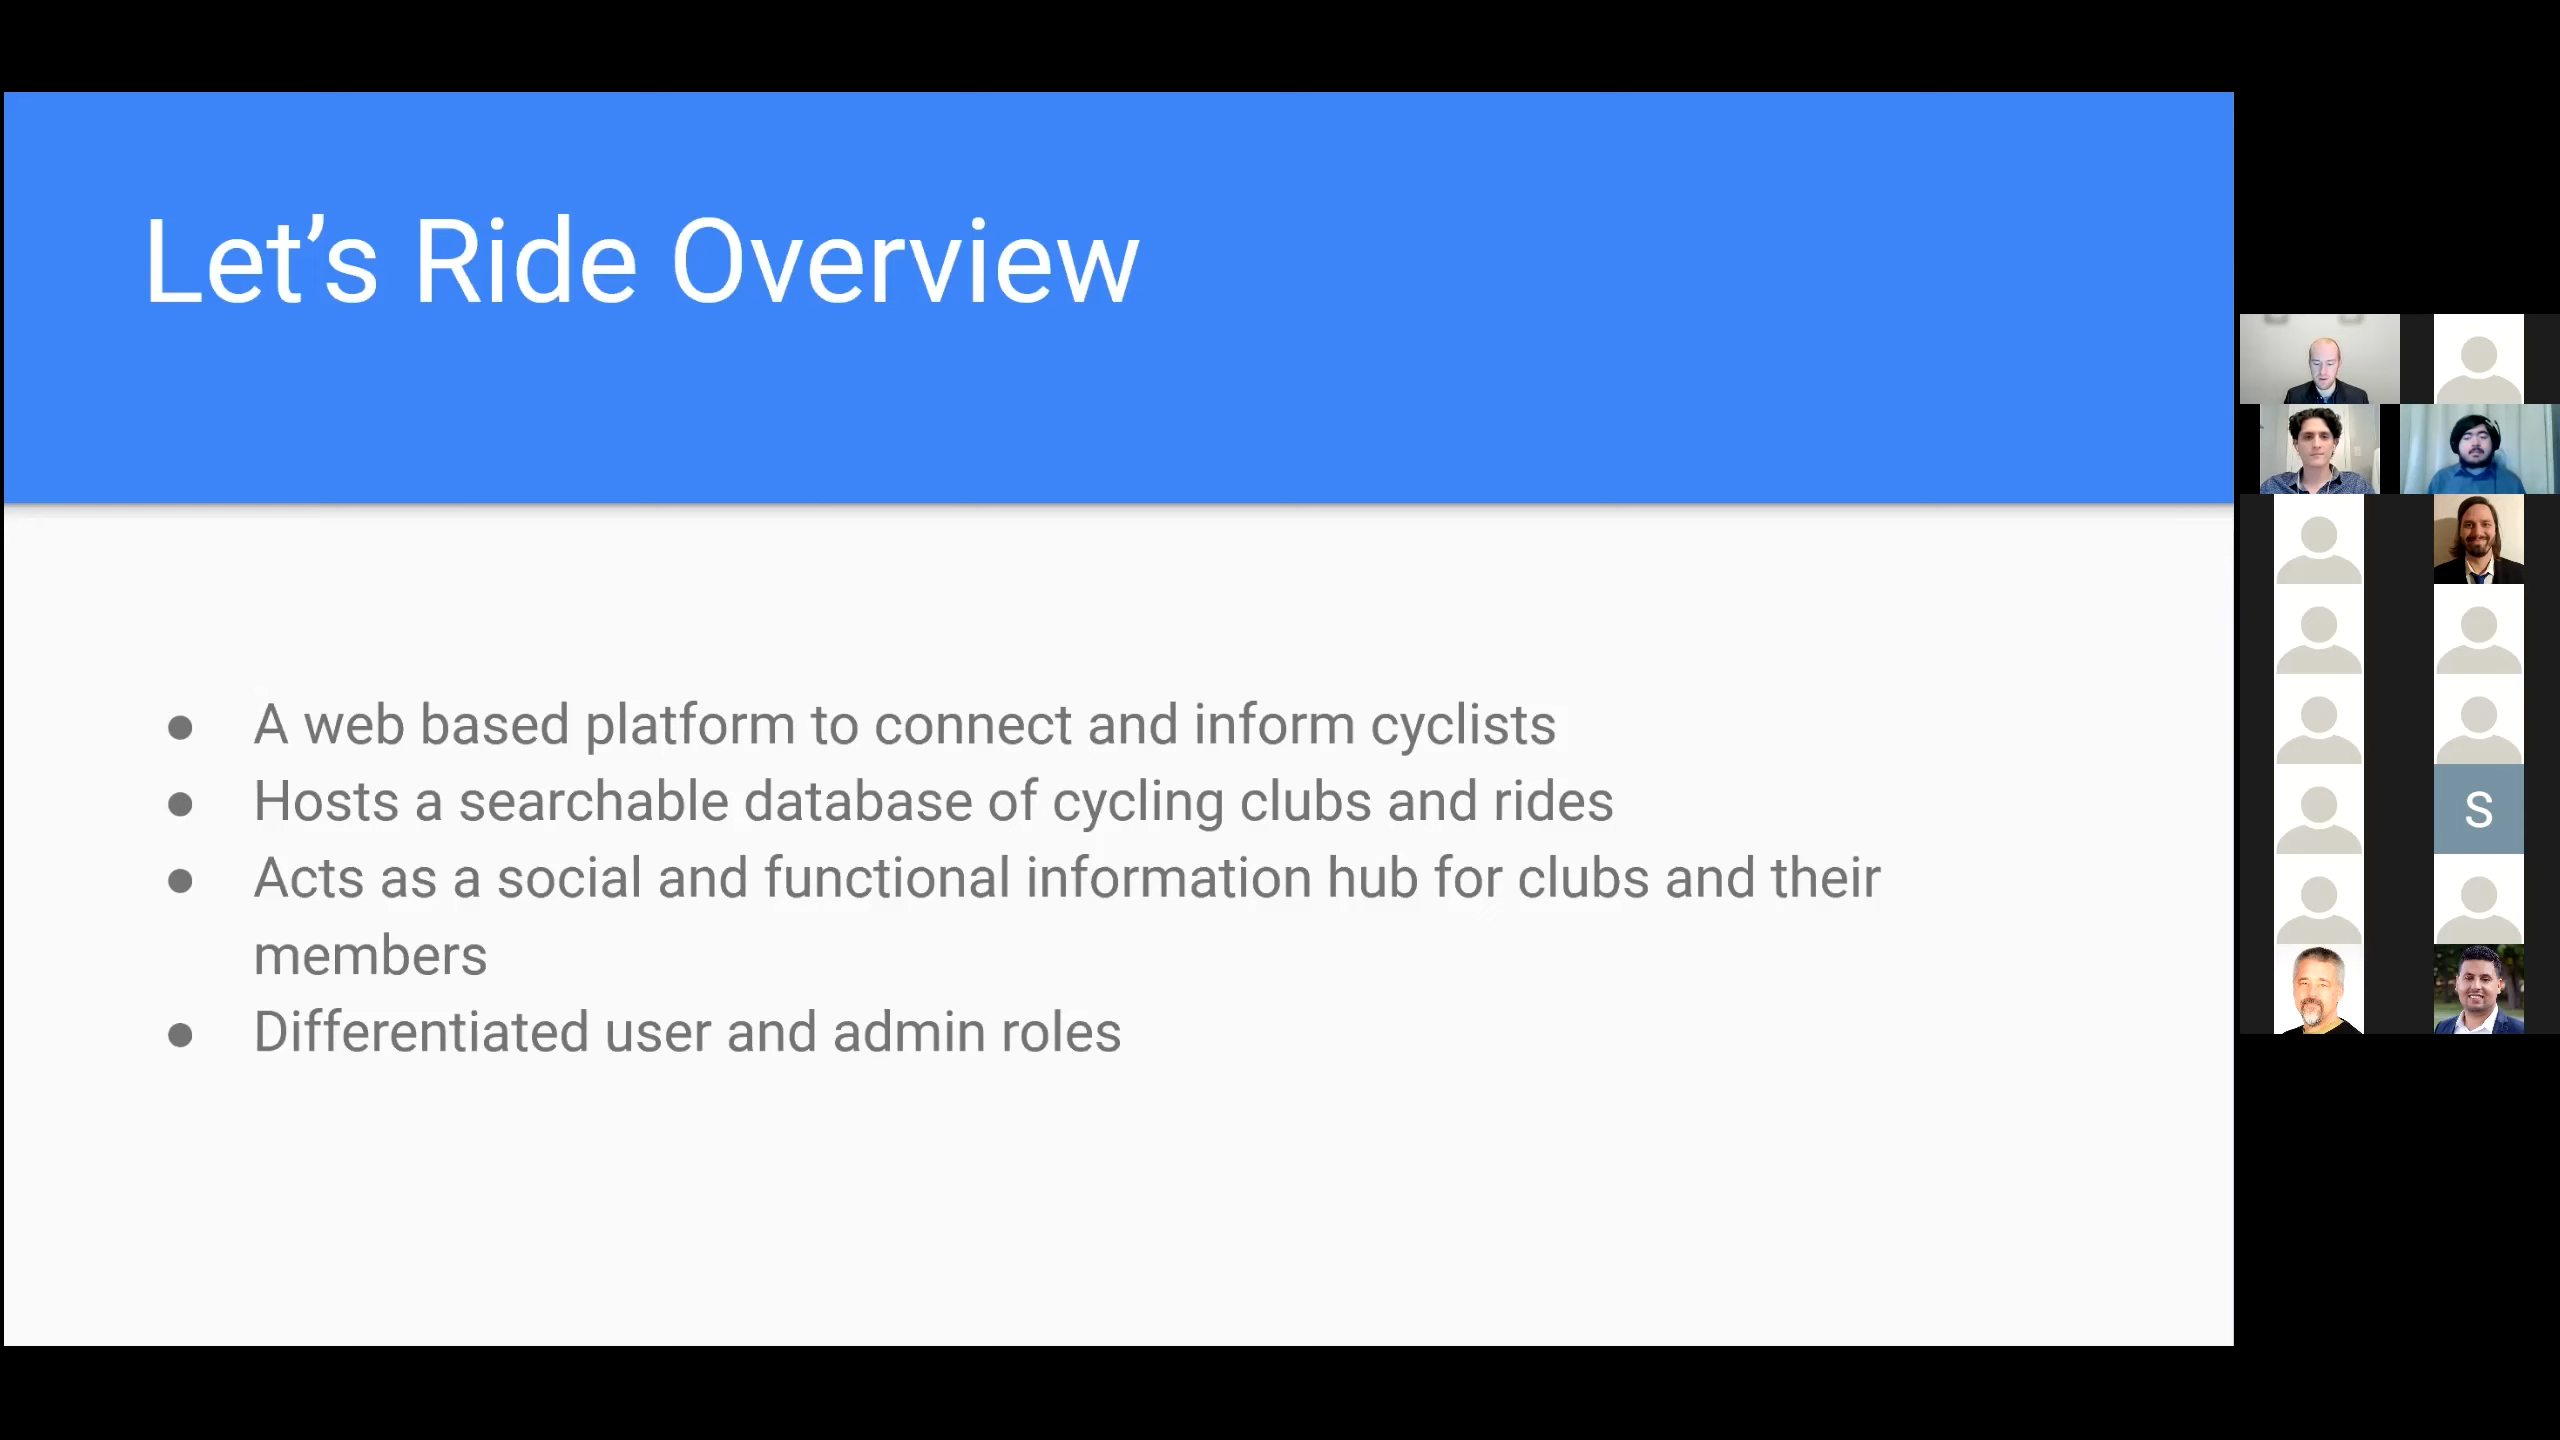 Let’s Ride Overview
● A web based platform to connect and inform cyclists
● Hosts a searchable database of cycling clubs and rides
● Acts as a social and functional information hub for clubs and their
members
● Differentiated user and admin roles
S